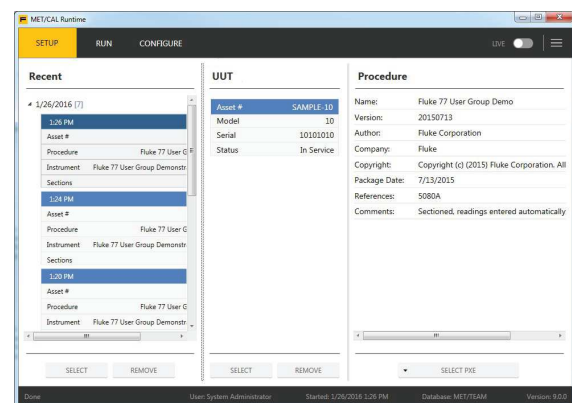 MET/CAL Runtime
SETUP RUN CONFIGURE LIVE
Recent
1/26/2016 [7]
1:26 PM
Asset #
Procedure Fluke 77 User G
Instrument Fluke 77 User Group Demonstr
Sections
1:24 PM
Asset #
Procedure Fluke 77 User G
Instrument Fluke 77 User Group Demonstr
Sections
1:20 PM
Asset #
Procedure Fluke 77 User G
Instrument Fluke 77 User Group Demonstr
SELECT REMOVE
UUT
Asset # SAMPLE-10
Model 10
Serial 10101010
Status In Service
SELECT REMOVE
Procedure
Name: Fluke 77 User Group Demo
Version: 20150713
Author: Fluke Corporation
Company: Fluke
Copyright: Copyright (c) (2015) Fluke Corporation, All
Package Date: 7/13/2015
References: 5080A
Comments: Sectioned, readings entered automatically
SELECT PXE
Done User: System Administrator Started: 1/26/2016 1:26 PM Database: MET/TEAM Version: 9.0.0